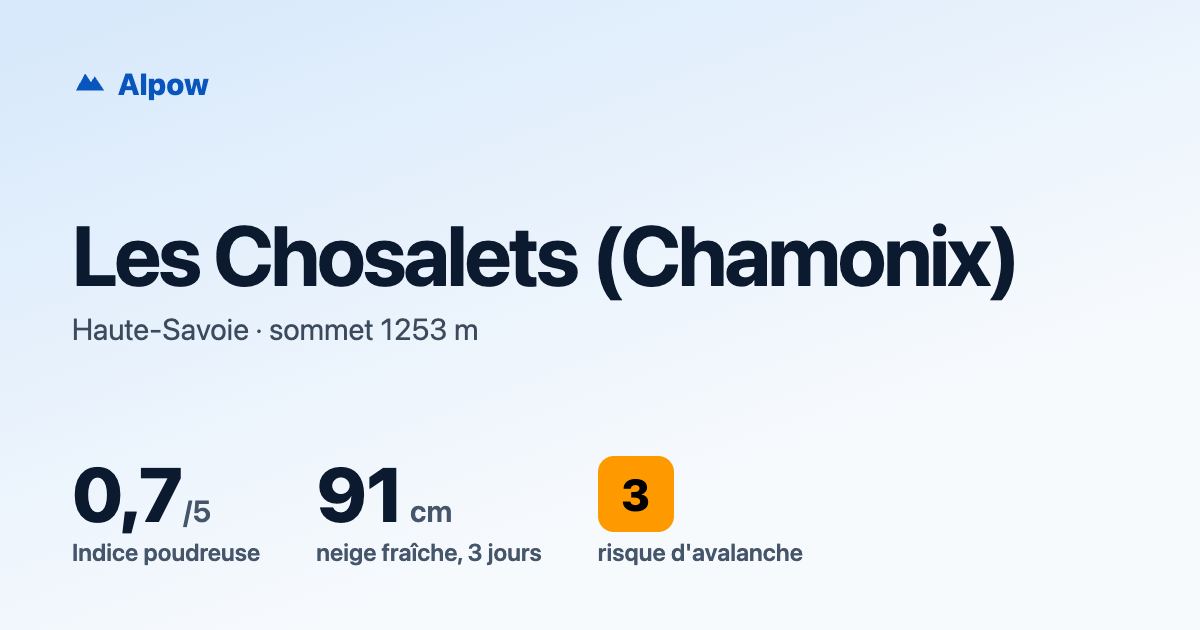 Alpow
Les Chosalets (Chamonix)
Haute-Savoie · sommet 1253 m
0,7/5
Indice poudreuse
91 cm
neige fraîche, 3 jours
3
risque d'avalanche